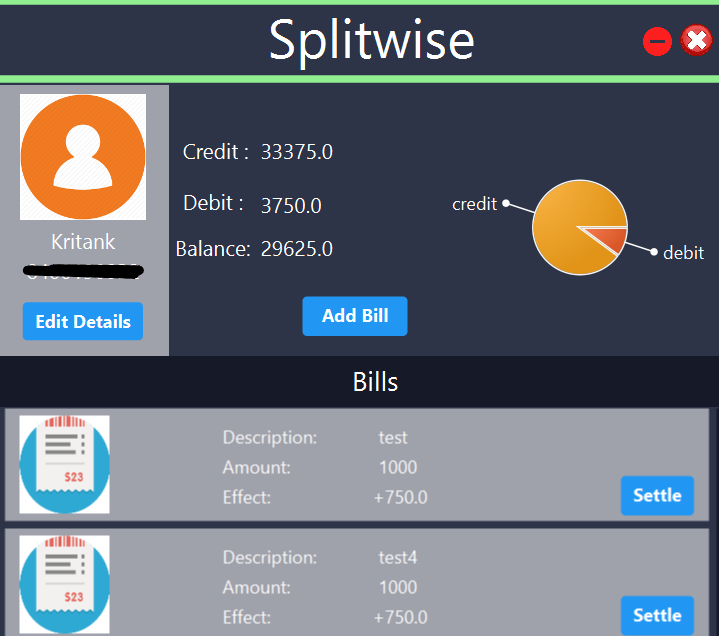 Splitwise
Kritank
Edit Details
Credit : 33375.0
Debit : 3750.0
Balance: 29625.0
credit
debit
Add Bill
Bills
$23
Description: test
Amount: 1000
Effect: +750.0
Settle
$23
Description: test4
Amount: 1000
Effect: +750.0
Settle